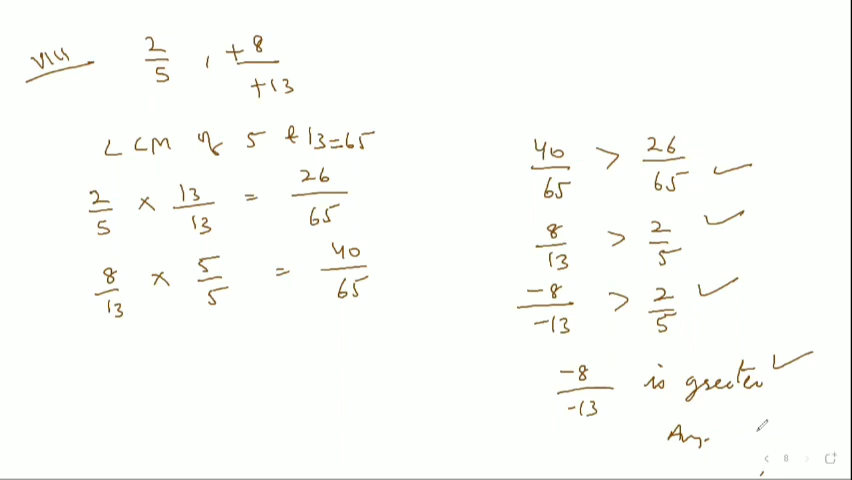 viii 2/5 , +8/+13
LCM of 5 & 13=65
2/5 × 13/13 = 26/65
8/13 × 5/5 = 40/65
40/65 > 26/65 ✓
8/13 > 2/5 ✓
-8/-13 > 2/5 ✓
-8/-13 is greater ✓
Ans.
8